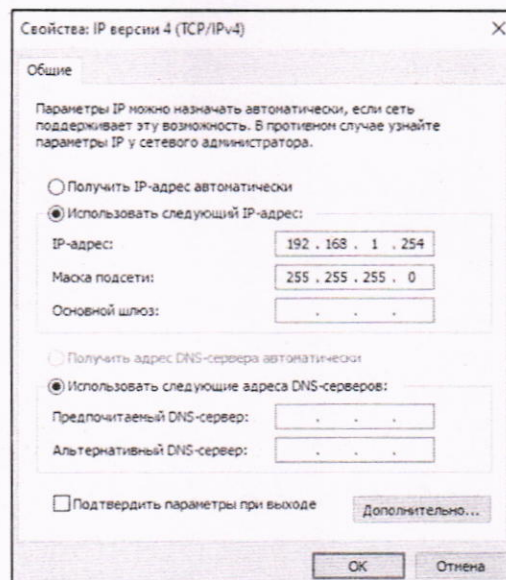 Свойства: IP версии 4 (TCP/IPv4)
Общие
Параметры IP можно назначать автоматически, если сеть
поддерживает эту возможность. В противном случае узнайте
параметры IP у сетевого администратора.
Получить IP-адрес автоматически
Использовать следующий IP-адрес:
IP-адрес: 192 . 168 . 1 . 254
Маска подсети: 255 . 255 . 255 . 0
Основной шлюз: . . .
Получить адрес DNS-сервера автоматически
Использовать следующие адреса DNS-серверов:
Предпочитаемый DNS-сервер: . . .
Альтернативный DNS-сервер: . . .
Подтвердить параметры при выходе
Дополнительно...
ОК Отмена